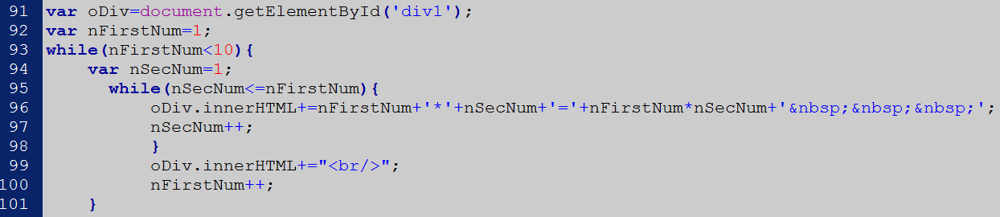 91 var oDiv=document.getElementById('div1');
92 var nFirstNum=1;
93 while(nFirstNum<10){
94 var nSecNum=1;
95 while(nSecNum<=nFirstNum){
96 oDiv.innerHTML+=nFirstNum+'*'+nSecNum+'='+nFirstNum*nSecNum+'&nbsp;&nbsp;&nbsp;';
97 nSecNum++;
98 }
99 oDiv.innerHTML+="<br/>";
100 nFirstNum++;
101 }